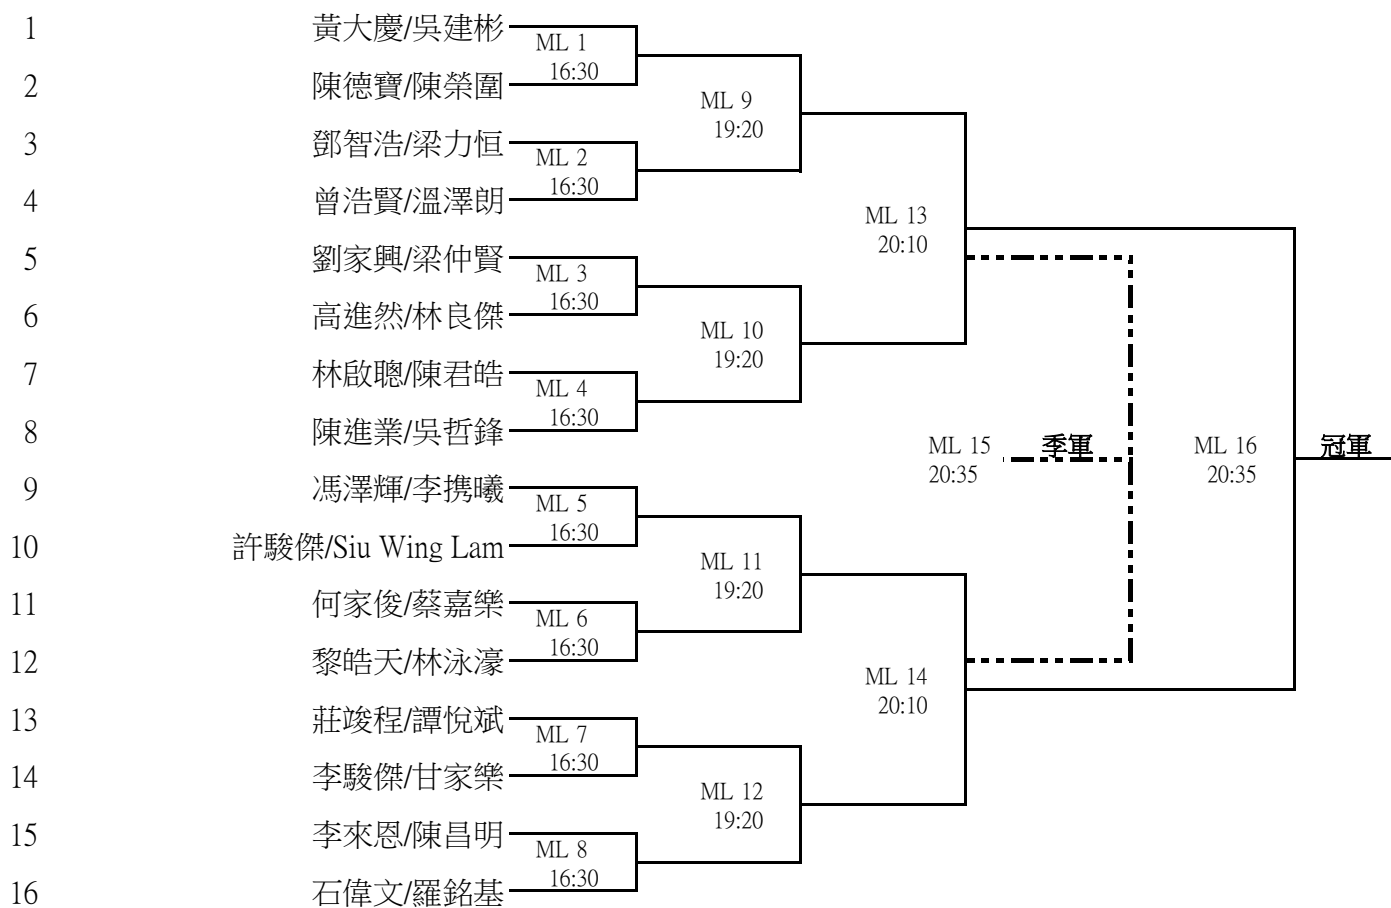 1 黃大慶/吳建彬
ML 1
16:30
2 陳德寶/陳榮圍
ML 9
19:20
3 鄧智浩/梁力恒
ML 2
16:30
4 曾浩賢/溫澤朗
ML 13
20:10
5 劉家興/梁仲賢
ML 3
16:30
6 高進然/林良傑
ML 10
19:20
7 林啟聰/陳君皓
ML 4
16:30
8 陳進業/吳哲鋒
ML 15 季軍
20:35
ML 16 冠軍
20:35
9 馮澤輝/李携曦
ML 5
16:30
10 許駿傑/Siu Wing Lam
ML 11
19:20
11 何家俊/蔡嘉樂
ML 6
16:30
12 黎皓天/林泳濠
ML 14
20:10
13 莊竣程/譚悅斌
ML 7
16:30
14 李駿傑/甘家樂
ML 12
19:20
15 李來恩/陳昌明
ML 8
16:30
16 石偉文/羅銘基